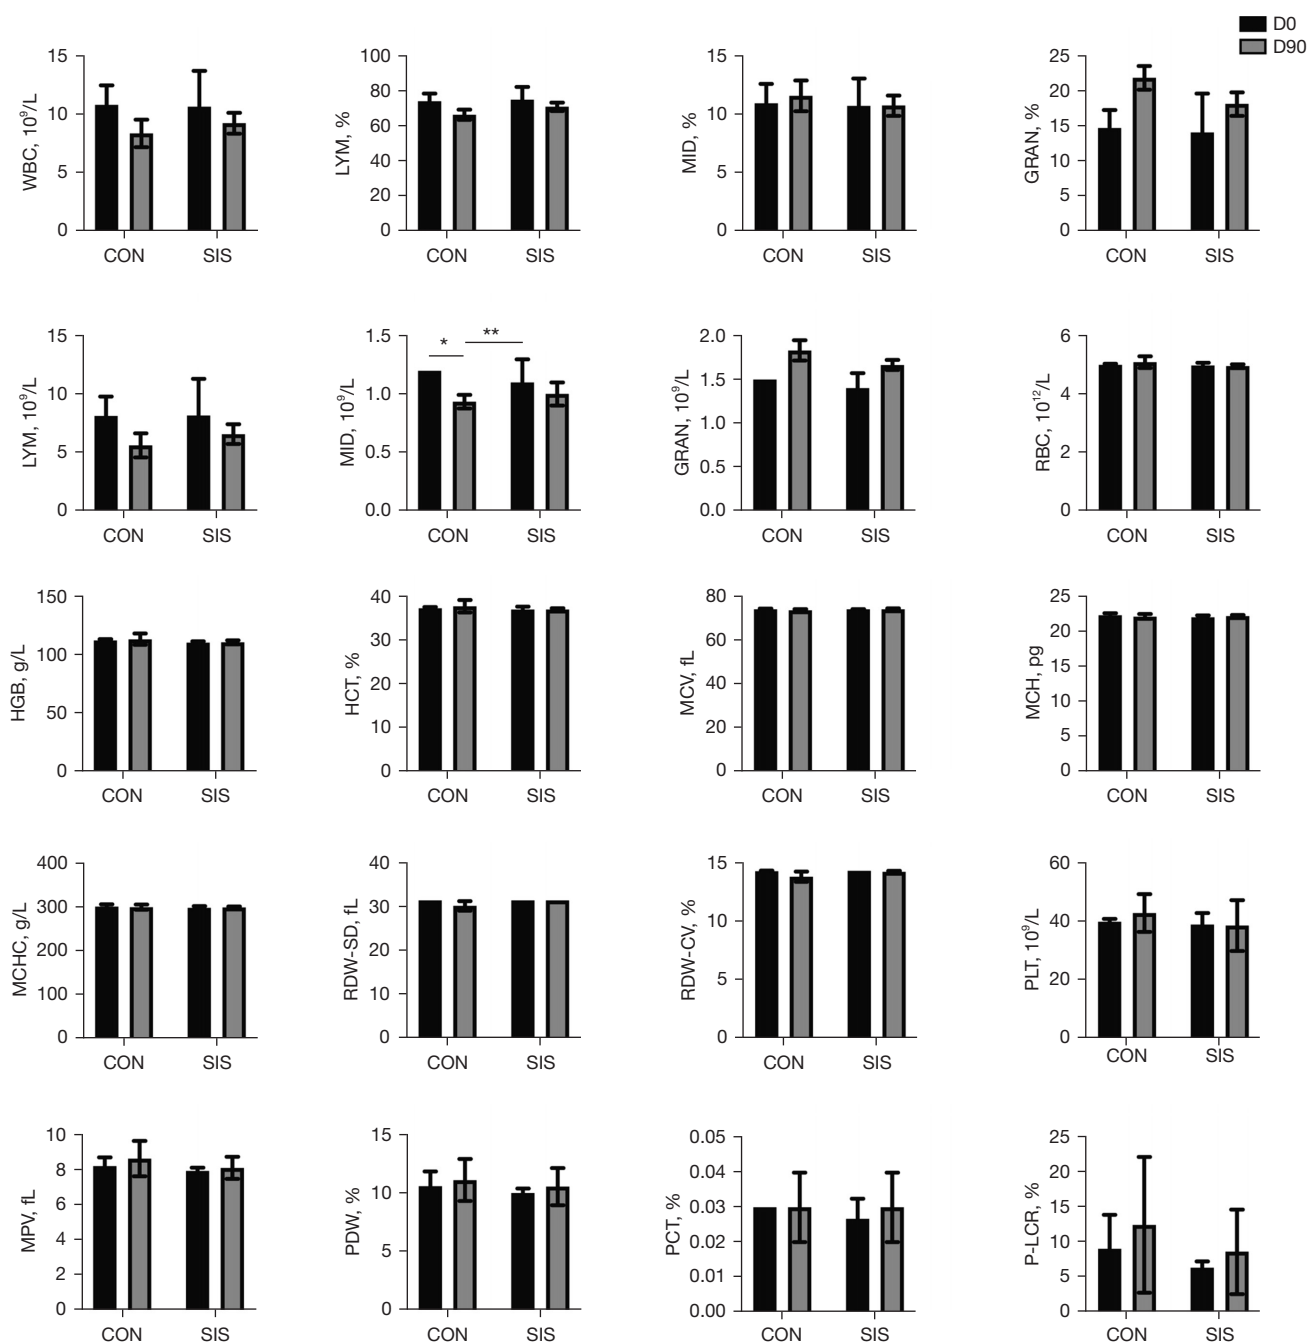 D0
D90
15
10
5
0
WBC, 10⁹/L
CON SIS
100
80
60
40
20
0
LYM, %
CON SIS
15
10
5
0
MID, %
CON SIS
25
20
15
10
5
0
GRAN, %
CON SIS
15
10
5
0
LYM, 10⁹/L
CON SIS
1.5
1.0
0.5
0.0
MID, 10⁹/L
* **
CON SIS
2.0
1.5
1.0
0.5
0.0
GRAN, 10⁹/L
CON SIS
6
4
2
0
RBC, 10¹²/L
CON SIS
150
100
50
0
HGB, g/L
CON SIS
40
30
20
10
0
HCT, %
CON SIS
80
60
40
20
0
MCV, fL
CON SIS
25
20
15
10
5
0
MCH, pg
CON SIS
400
300
200
100
0
MCHC, g/L
CON SIS
40
30
20
10
0
RDW-SD, fL
CON SIS
15
10
5
0
RDW-CV, %
CON SIS
60
40
20
0
PLT, 10⁹/L
CON SIS
10
8
6
4
2
0
MPV, fL
CON SIS
15
10
5
0
PDW, %
CON SIS
0.05
0.04
0.03
0.02
0.01
0.00
PCT, %
CON SIS
25
20
15
10
5
0
P-LCR, %
CON SIS